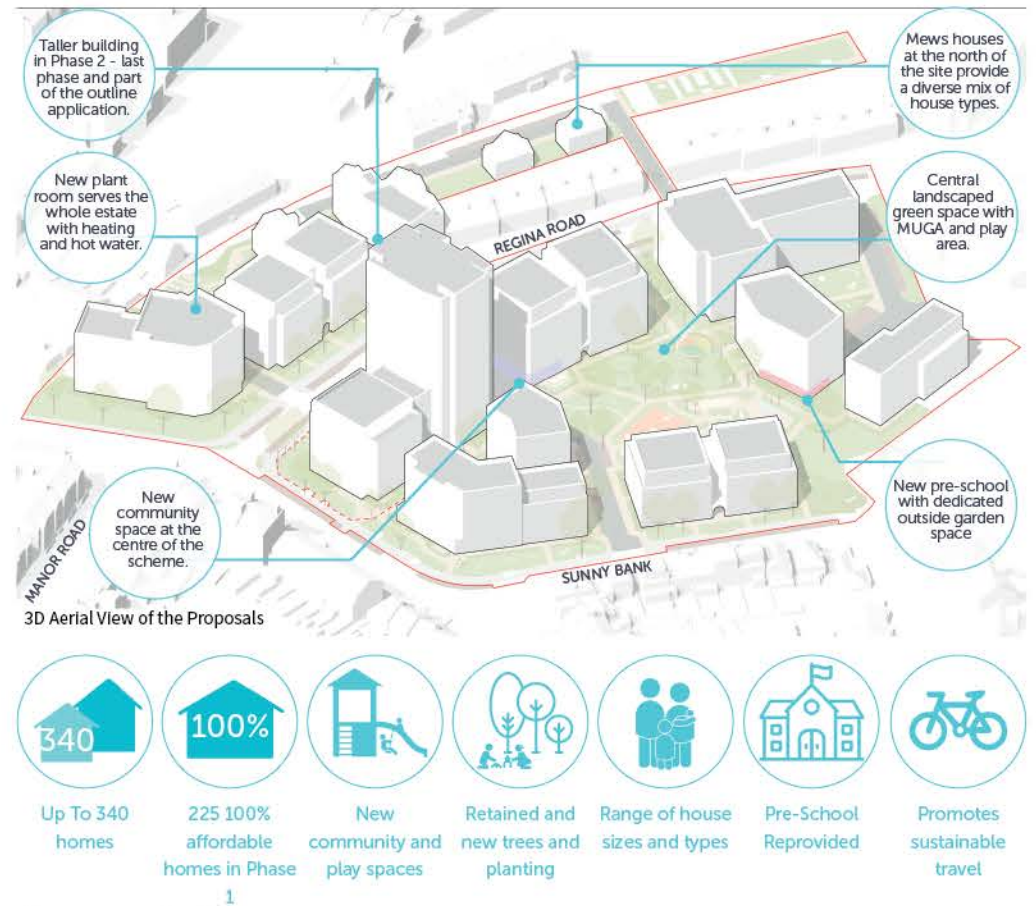 Taller building
in Phase 2 - last
phase and part
of the outline
application.
Mews houses
at the north of
the site provide
a diverse mix of
house types.
New plant
room serves the
whole estate
with heating
and hot water.
Central
landscaped
green space with
MUGA and play
area.
REGINA ROAD
New
community
space at the
centre of the
scheme.
New pre-school
with dedicated
outside garden
space
MANOR ROAD
SUNNY BANK
3D Aerial View of the Proposals
340
Up To 340
homes
100%
225 100%
affordable
homes in Phase
1
New
community and
play spaces
Retained and
new trees and
planting
Range of house
sizes and types
Pre-School
Reprovided
Promotes
sustainable
travel